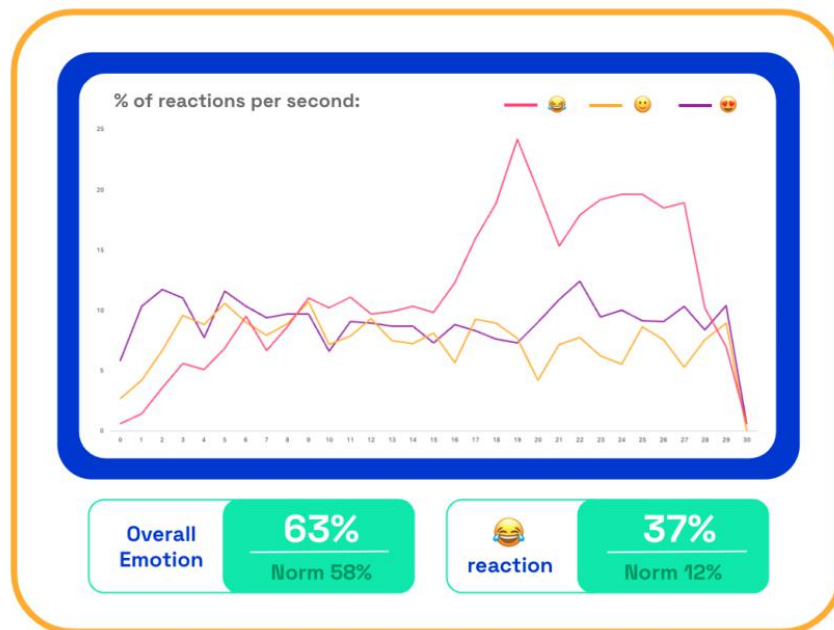 % of reactions per second: 😂 🙂 😍
25
20
15
10
5
0
0 1 2 3 4 5 6 7 8 9 10 11 12 13 14 15 16 17 18 19 20 21 22 23 24 25 26 27 28 29 30
Overall
Emotion
63%
Norm 58%
😂
reaction
37%
Norm 12%